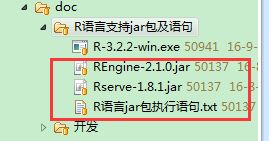 doc
R语言支持jar包及语句
R-3.2.2-win.exe 50941 16-9-
REngine-2.1.0.jar 50137 16-8-
Rserve-1.8.1.jar 50137 16-8
R语言jar包执行语句.txt 50137
开发